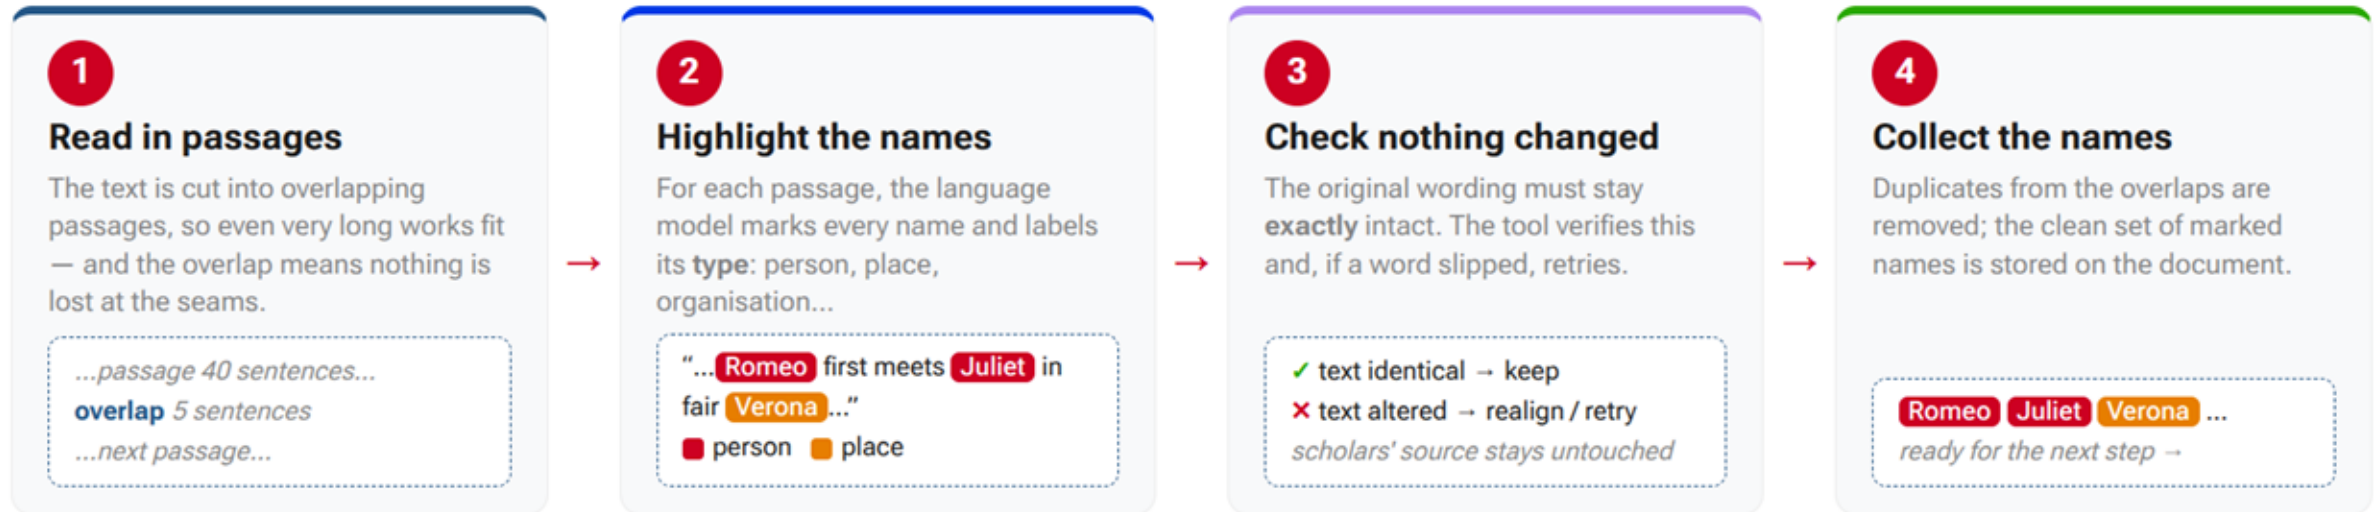 1
Read in passages
The text is cut into overlapping
passages, so even very long works fit
— and the overlap means nothing is
lost at the seams.
...passage 40 sentences...
overlap 5 sentences
...next passage...
→
2
Highlight the names
For each passage, the language
model marks every name and labels
its type: person, place,
organisation...
“...Romeo first meets Juliet in
fair Verona...”
person place
→
3
Check nothing changed
The original wording must stay
exactly intact. The tool verifies this
and, if a word slipped, retries.
✓ text identical → keep
✕ text altered → realign / retry
scholars' source stays untouched
→
4
Collect the names
Duplicates from the overlaps are
removed; the clean set of marked
names is stored on the document.
Romeo Juliet Verona ...
ready for the next step →